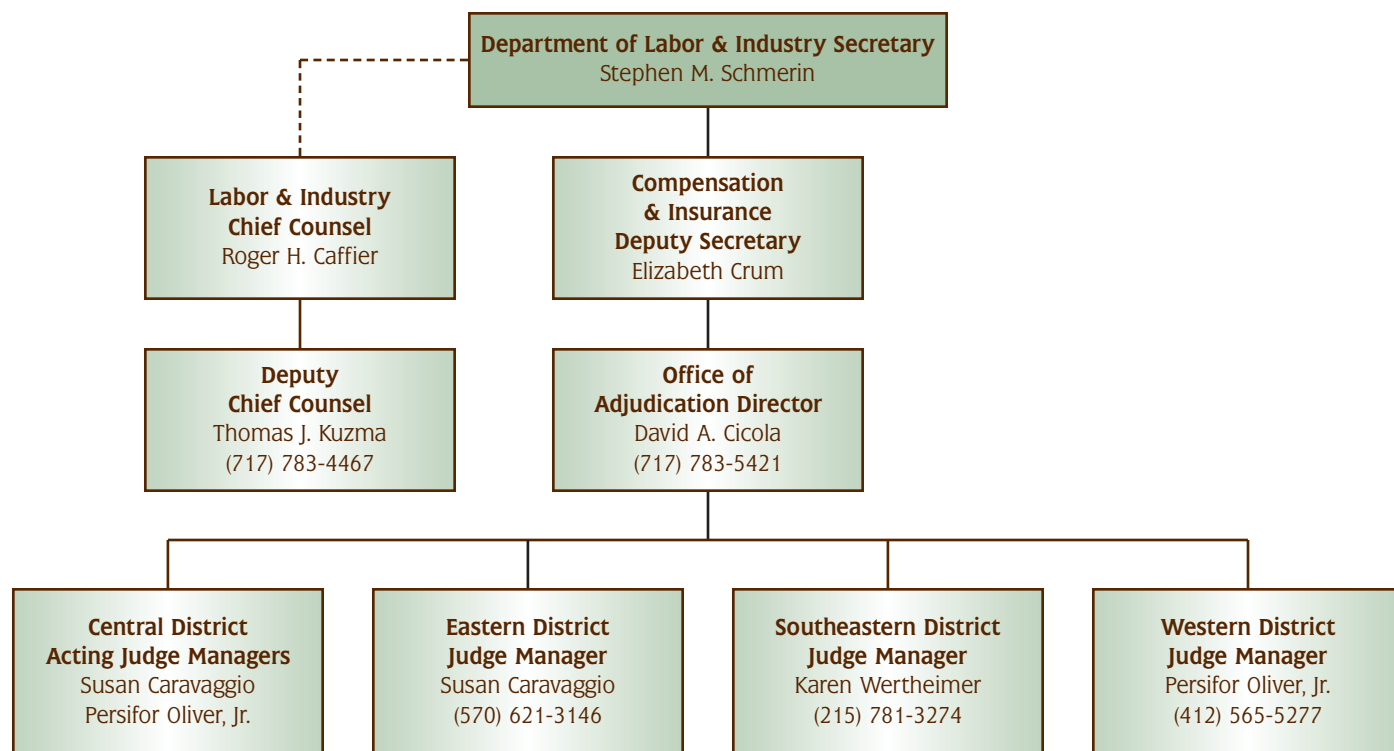 Department of Labor & Industry Secretary
Stephen M. Schmerin
Labor & Industry
Chief Counsel
Roger H. Caffier
Compensation
& Insurance
Deputy Secretary
Elizabeth Crum
Deputy
Chief Counsel
Thomas J. Kuzma
(717) 783-4467
Office of
Adjudication Director
David A. Cicola
(717) 783-5421
Central District
Acting Judge Managers
Susan Caravaggio
Persifor Oliver, Jr.
Eastern District
Judge Manager
Susan Caravaggio
(570) 621-3146
Southeastern District
Judge Manager
Karen Wertheimer
(215) 781-3274
Western District
Judge Manager
Persifor Oliver, Jr.
(412) 565-5277